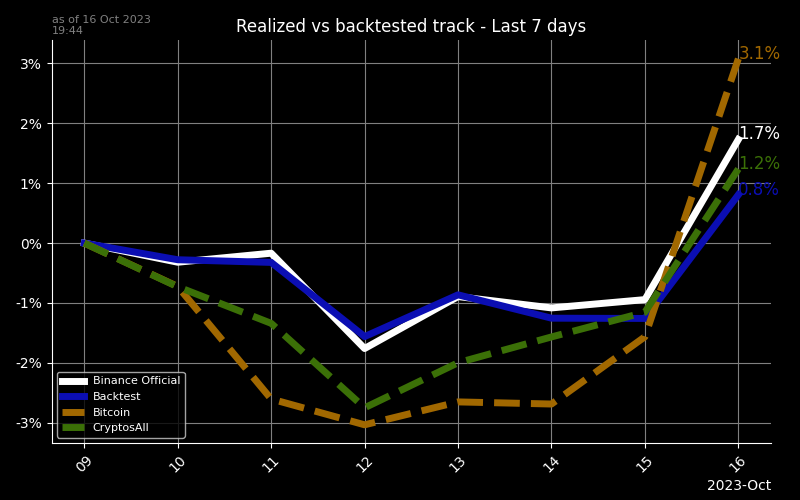 as of 16 Oct 2023
19:44
Realized vs backtested track - Last 7 days
3%
2%
1%
0%
-1%
-2%
-3%
3.1%
1.7%
1.2%
0.8%
Binance Official
Backtest
Bitcoin
CryptosAll
09
10
11
12
13
14
15
16
2023-Oct